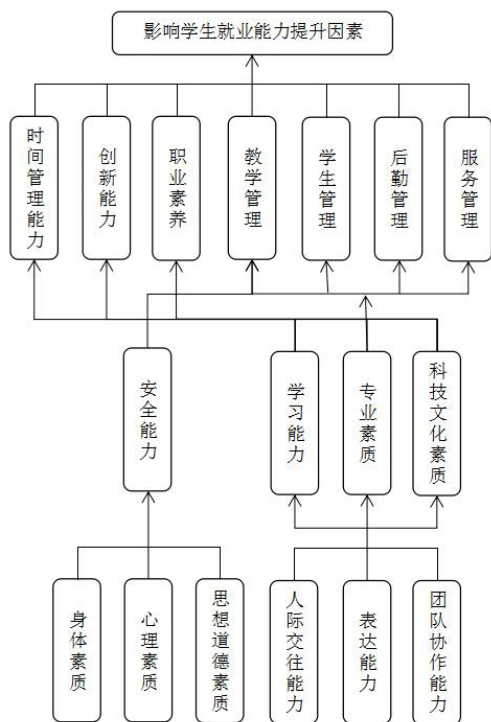 影响学生就业能力提升因素
时间管理能力
创新能力
职业素养
教学管理
学生管理
后勤管理
服务管理
安全能力
学习能力
专业素质
科技文化素质
身体素质
心理素质
思想道德素质
人际交往能力
表达能力
团队协作能力